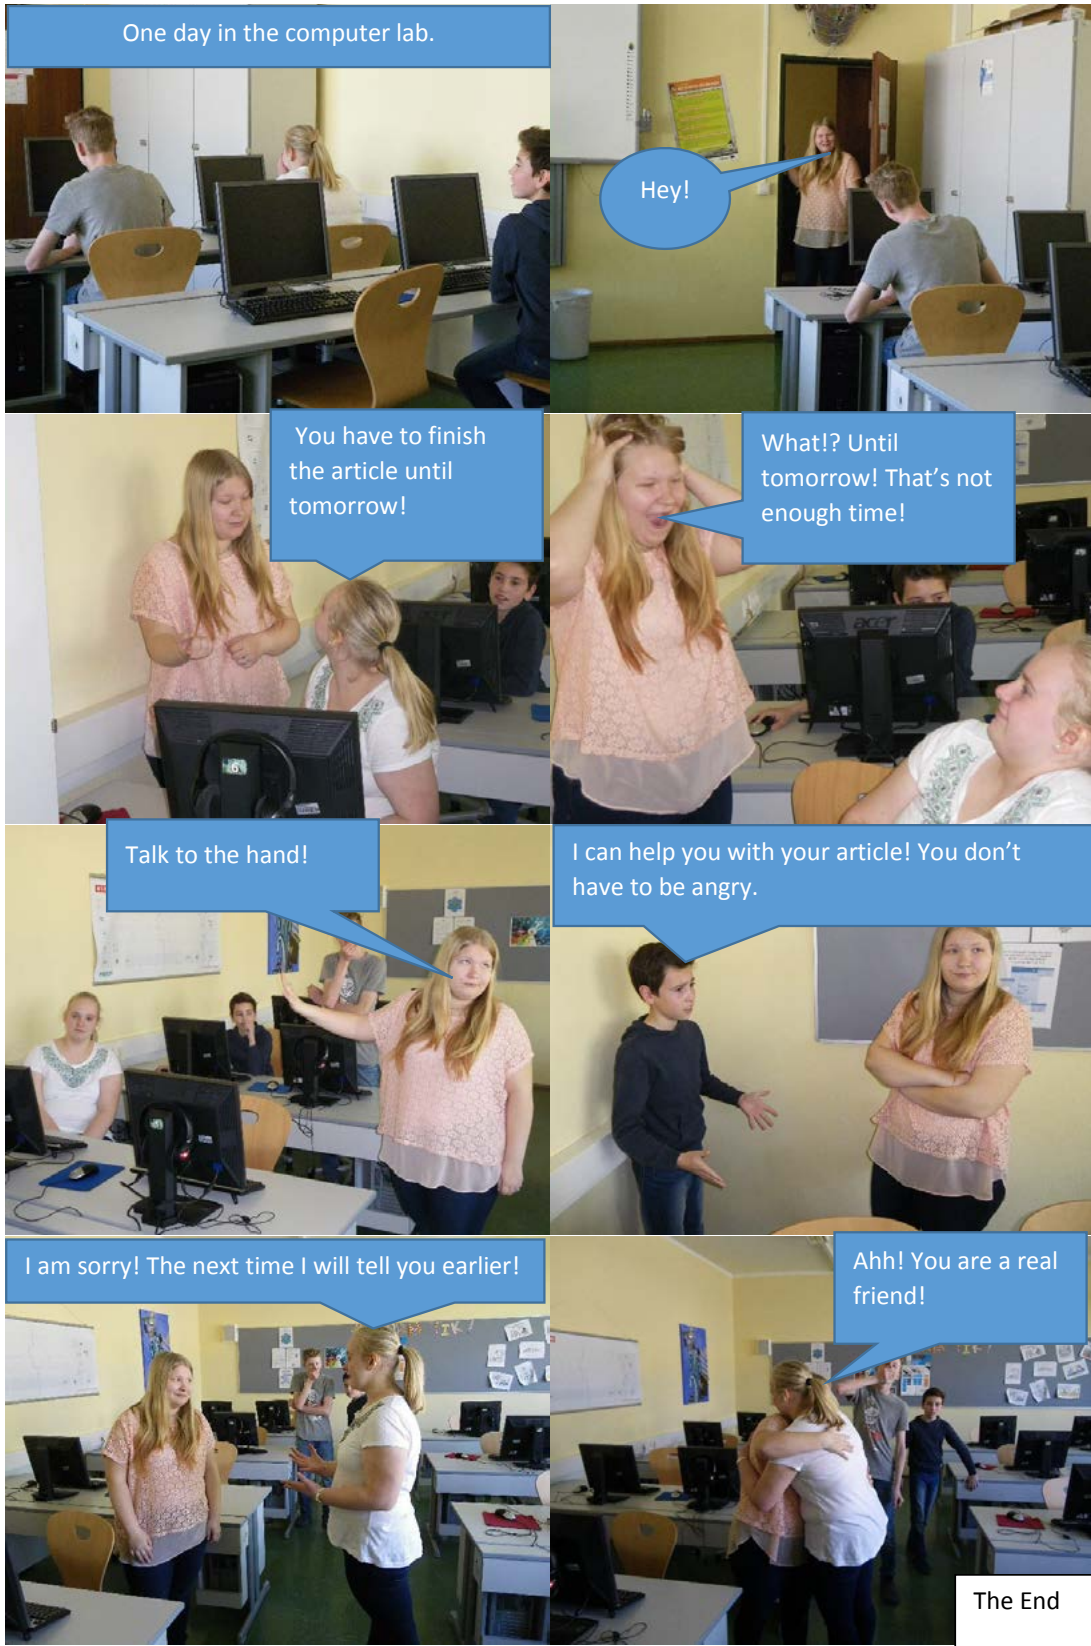 One day in the computer lab.
Hey!
You have to finish
the article until
tomorrow!
What!? Until
tomorrow! That's not
enough time!
acer
6
Talk to the hand!
I can help you with your article! You don't
have to be angry.
I am sorry! The next time I will tell you earlier!
Ahh! You are a real
friend!
The End